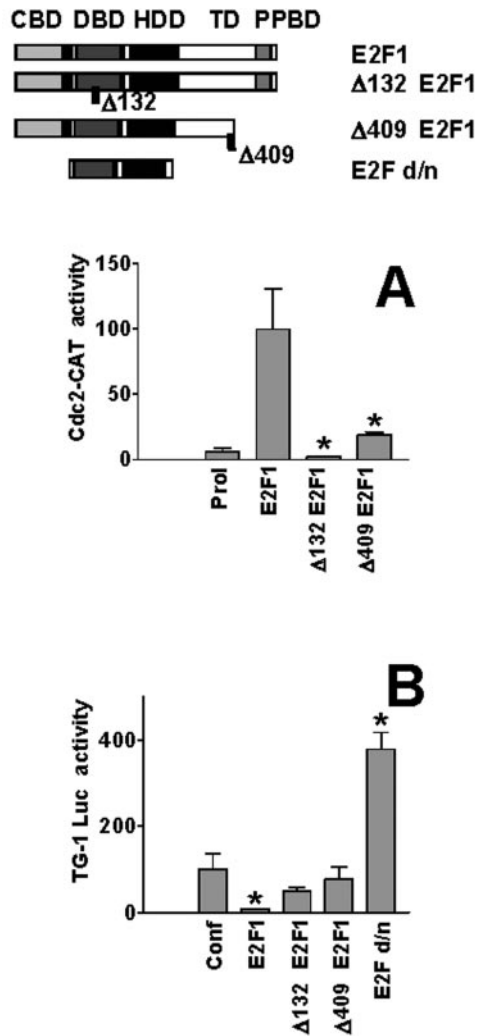 CBD DBD HDD TD PPBD
E2F1
Δ132 E2F1
Δ132
Δ409 E2F1
Δ409
E2F d/n
A
Cdc2-CAT activity
150
100
50
0
Prol
E2F1
Δ132 E2F1
Δ409 E2F1
*
*
B
TG-1 Luc activity
400
200
0
Conf
E2F1
Δ132 E2F1
Δ409 E2F1
E2F d/n
*
*